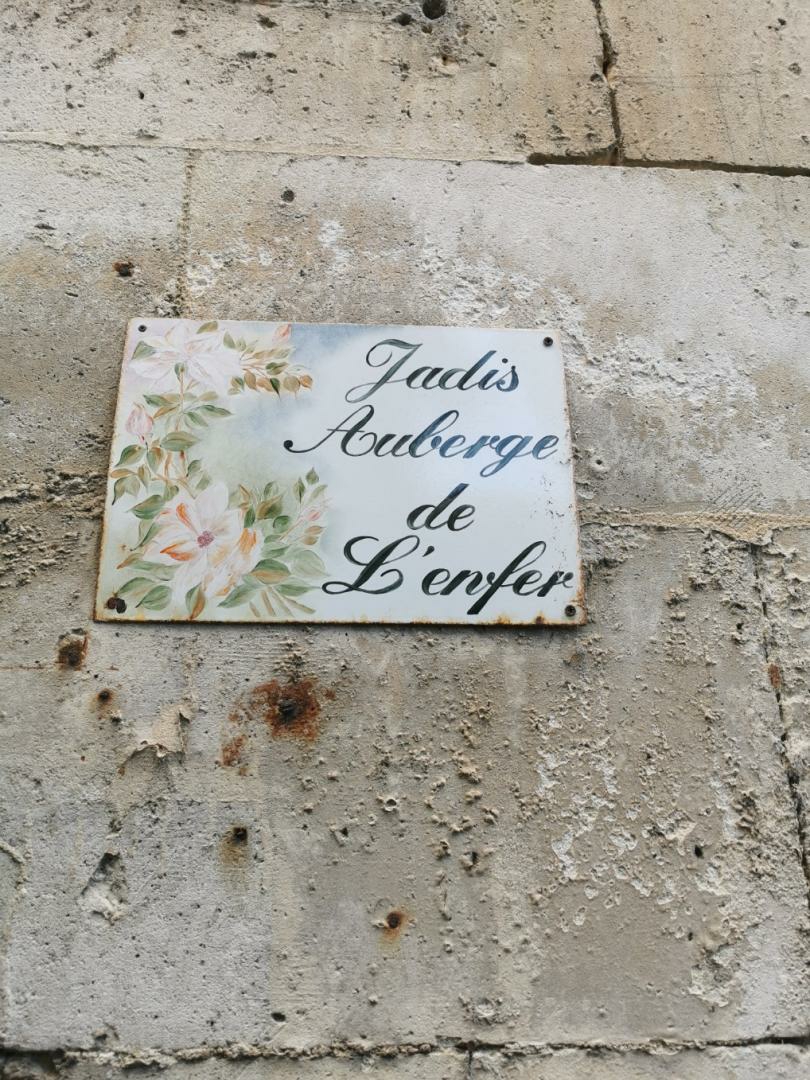 Jadis
Auberge
de
L'enfer